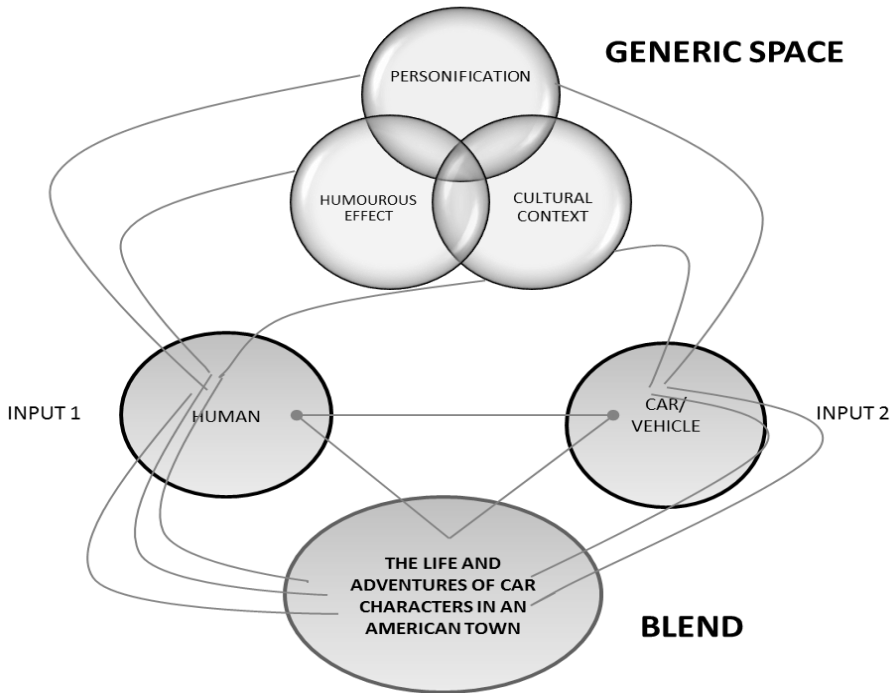 GENERIC SPACE
PERSONIFICATION
HUMOUROUS
EFFECT
CULTURAL
CONTEXT
INPUT 1
HUMAN
CAR/
VEHICLE
INPUT 2
THE LIFE AND
ADVENTURES OF CAR
CHARACTERS IN AN
AMERICAN TOWN
BLEND